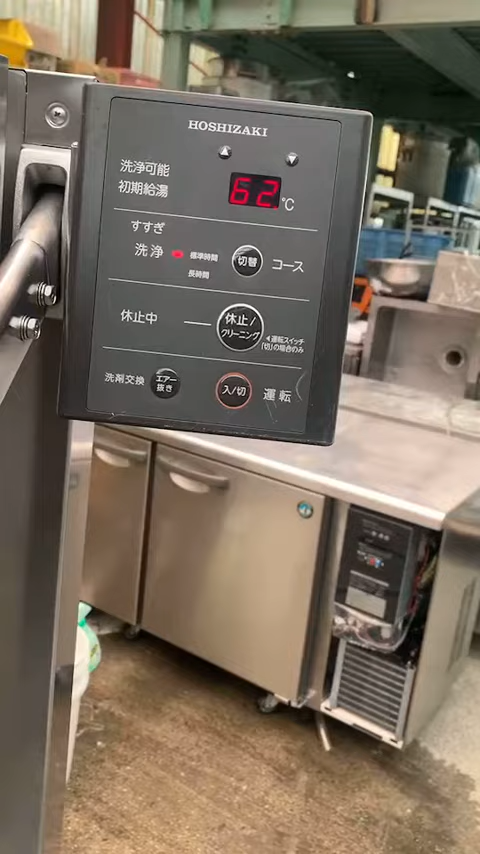 HOSHIZAKI
洗浄可能
初期給湯
62 ℃
すすぎ
洗浄 標準時間 切替 コース
長時間
休止中 休止/
クリーニング
◀運転スイッチ
「切」の場合のみ
洗剤交換 エアー
抜き 入/切 運転